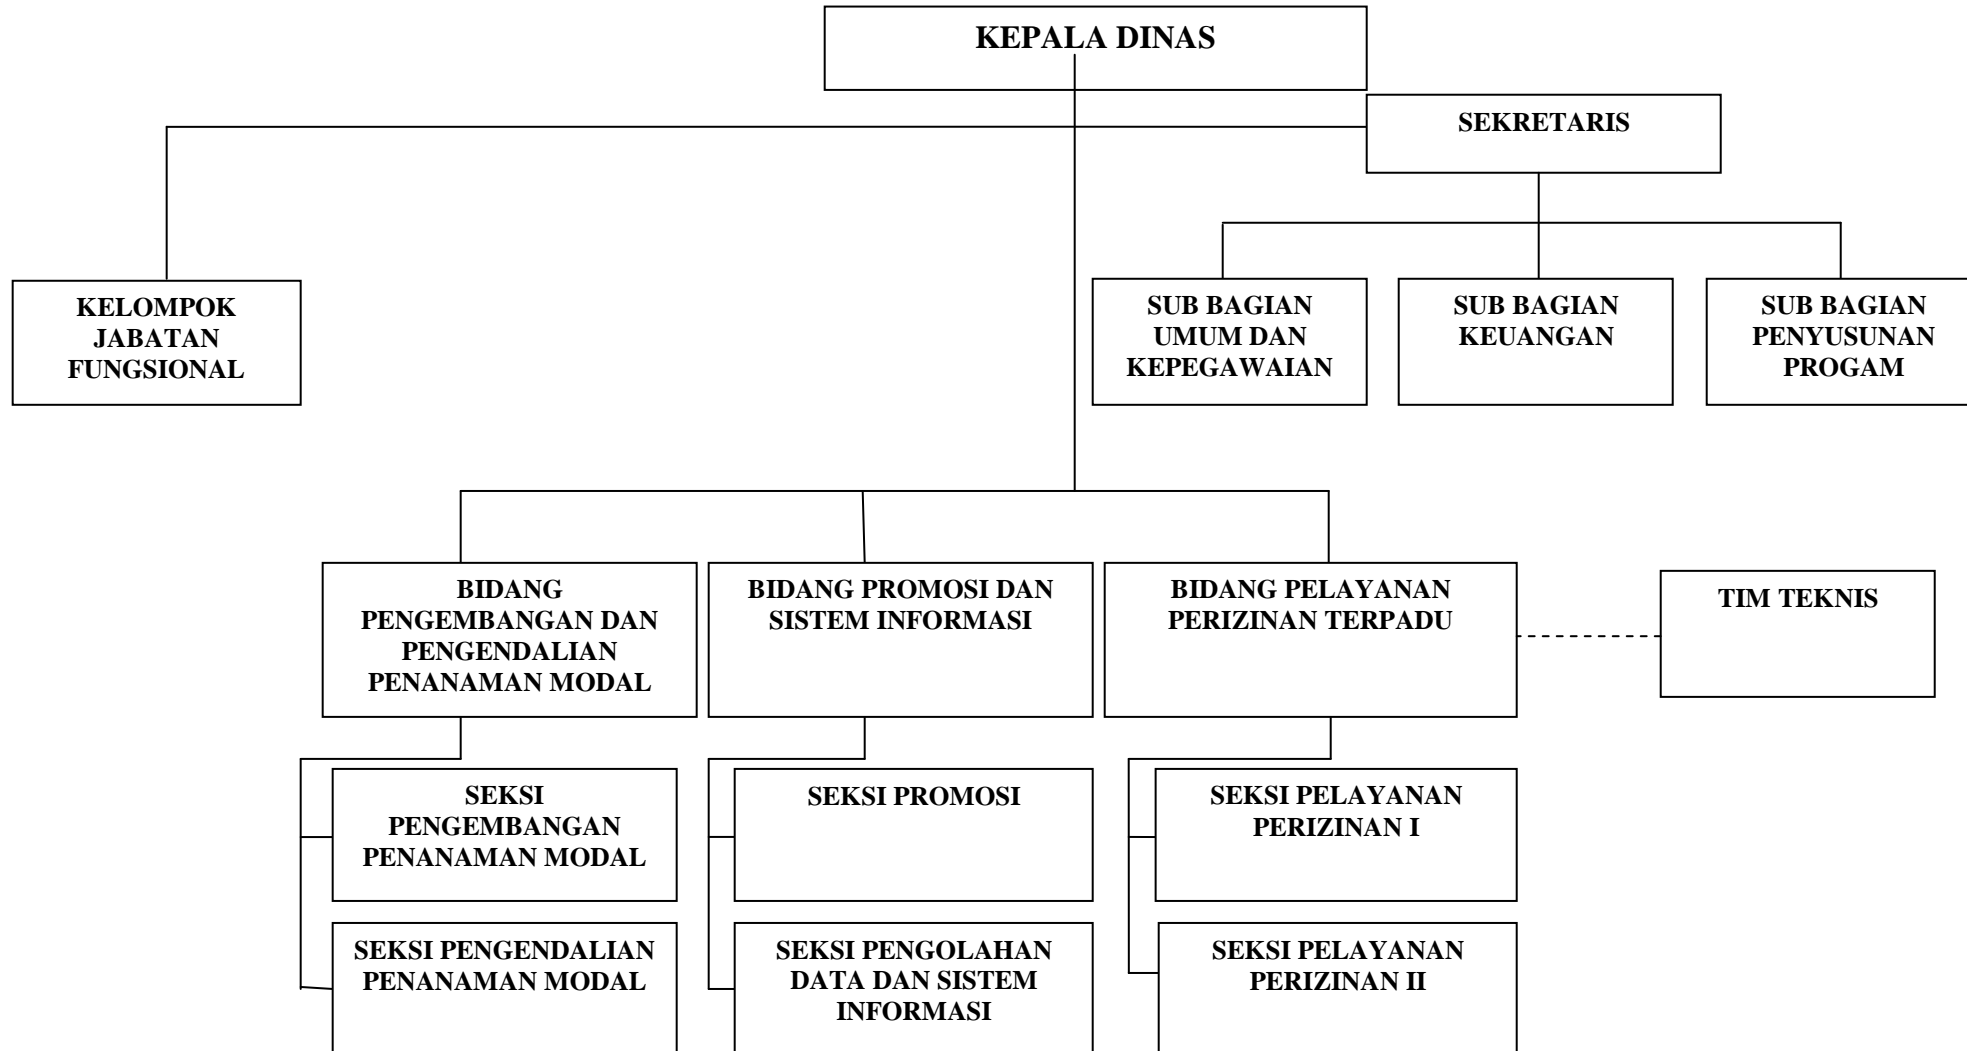 KEPALA DINAS
SEKRETARIS
KELOMPOK
JABATAN
FUNGSIONAL
SUB BAGIAN
UMUM DAN
KEPEGAWAIAN
SUB BAGIAN
KEUANGAN
SUB BAGIAN
PENYUSUNAN
PROGAM
BIDANG
PENGEMBANGAN DAN
PENGENDALIAN
PENANAMAN MODAL
BIDANG PROMOSI DAN
SISTEM INFORMASI
BIDANG PELAYANAN
PERIZINAN TERPADU
TIM TEKNIS
SEKSI
PENGEMBANGAN
PENANAMAN MODAL
SEKSI PROMOSI
SEKSI PELAYANAN
PERIZINAN I
SEKSI PENGENDALIAN
PENANAMAN MODAL
SEKSI PENGOLAHAN
DATA DAN SISTEM
INFORMASI
SEKSI PELAYANAN
PERIZINAN II